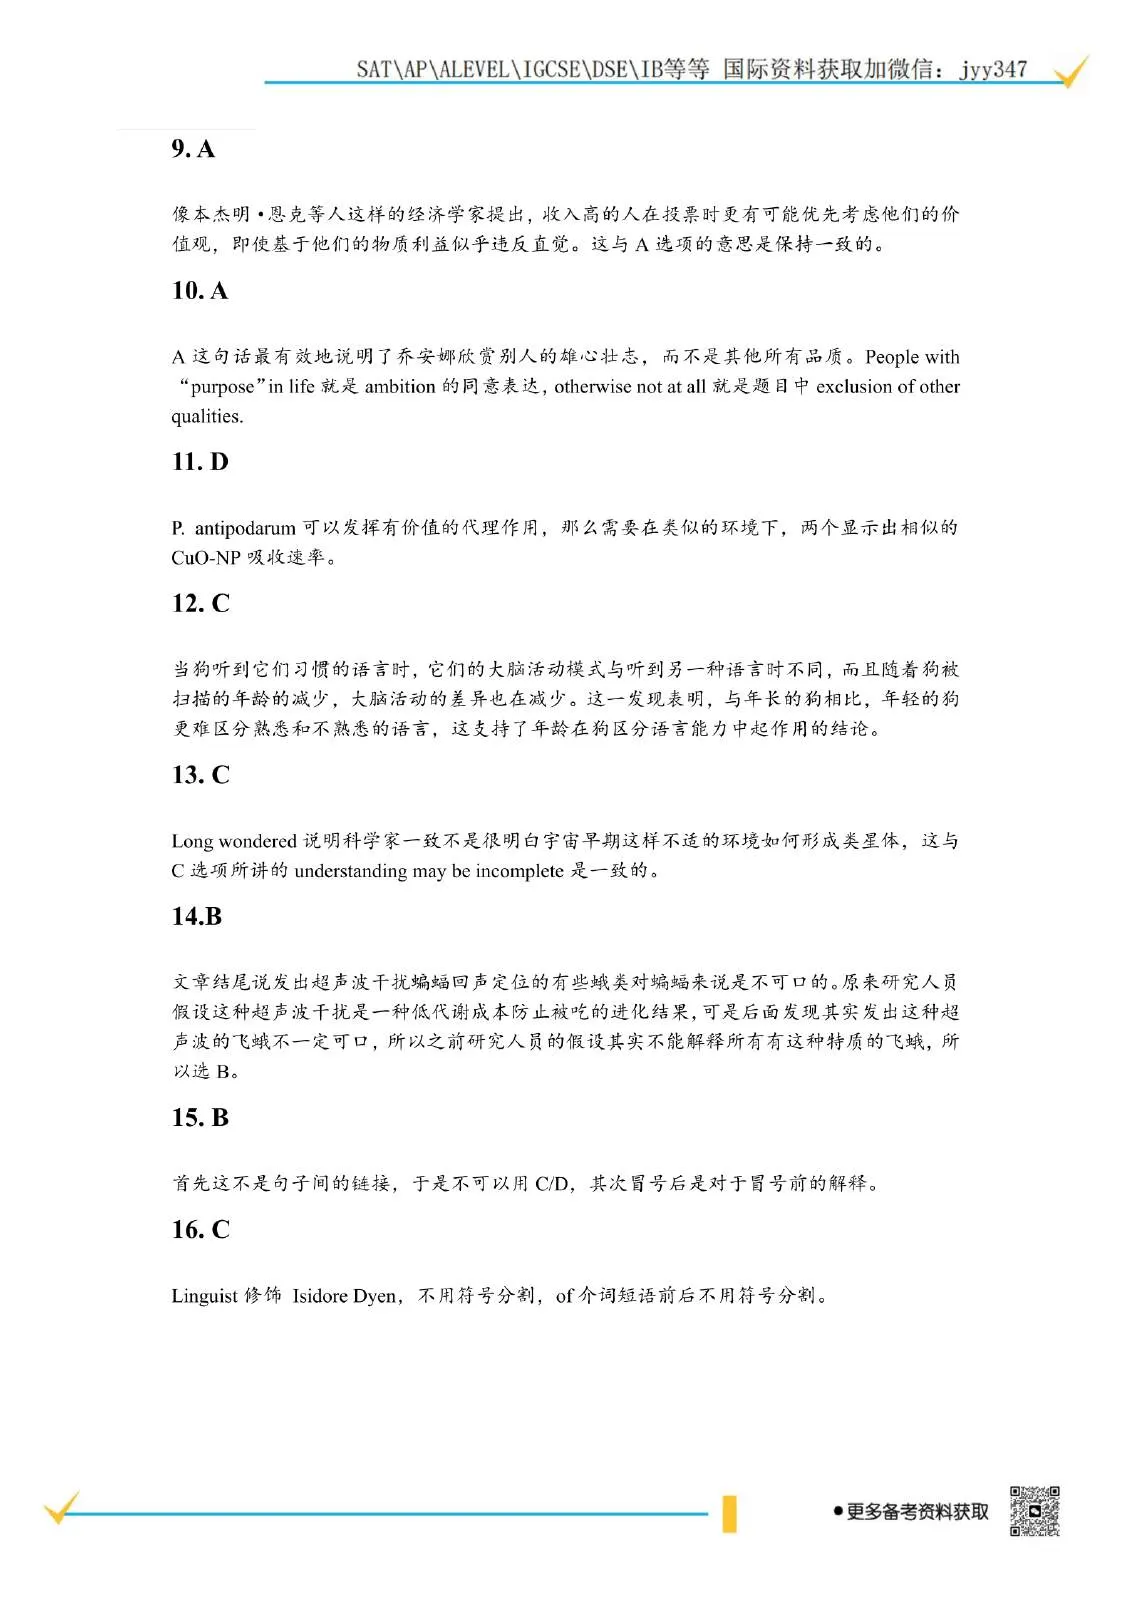 SAT\AP\ALEVEL\IGCSE\DSE\IB等等 国际资料获取加微信：jyy347
9. A
像本杰明·恩克等人这样的经济学家提出，收入高的人在投票时更有可能优先考虑他们的价
值观，即使基于他们的物质利益似乎违反直觉。这与 A 选项的意思是保持一致的。
10. A
A 这句话最有效地说明了乔安娜欣赏别人的雄心壮志，而不是其他所有品质。People with
“purpose”in life 就是 ambition 的同意表达，otherwise not at all 就是题目中 exclusion of other
qualities.
11. D
P. antipodarum 可以发挥有价值的代理作用，那么需要在类似的环境下，两个显示出相似的
CuO-NP 吸收速率。
12. C
当狗听到它们习惯的语言时，它们的大脑活动模式与听到另一种语言时不同，而且随着狗被
扫描的年龄的减少，大脑活动的差异也在减少。这一发现表明，与年长的狗相比，年轻的狗
更难区分熟悉和不熟悉的语言，这支持了年龄在狗区分语言能力中起作用的结论。
13. C
Long wondered 说明科学家一致不是很明白宇宙早期这样不适的环境如何形成类星体，这与
C 选项所讲的 understanding may be incomplete 是一致的。
14.B
文章结尾说发出超声波干扰蝙蝠回声定位的有些蛾类对蝙蝠来说是不可口的。原来研究人员
假设这种超声波干扰是一种低代谢成本防止被吃的进化结果，可是后面发现其实发出这种超
声波的飞蛾不一定可口，所以之前研究人员的假设其实不能解释所有有这种特质的飞蛾，所
以选 B。
15. B
首先这不是句子间的链接，于是不可以用 C/D，其次冒号后是对于冒号前的解释。
16. C
Linguist 修饰 Isidore Dyen，不用符号分割，of 介词短语前后不用符号分割。
●更多备考资料获取